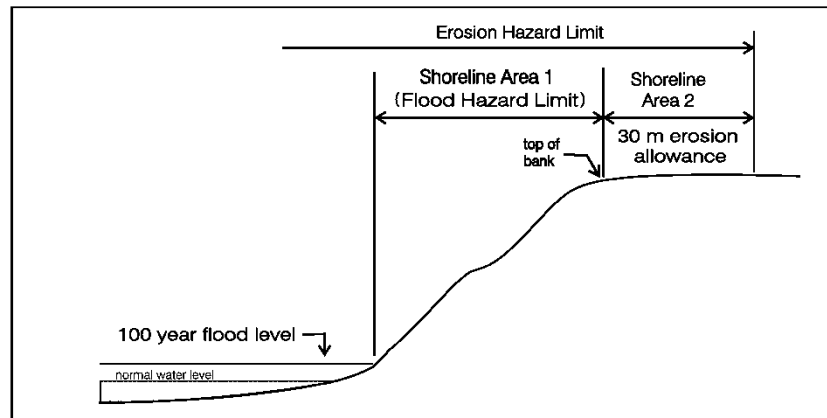 Erosion Hazard Limit
Shoreline Area 1
(Flood Hazard Limit)
Shoreline
Area 2
30 m erosion
allowance
top of
bank
100 year flood level
normal water level